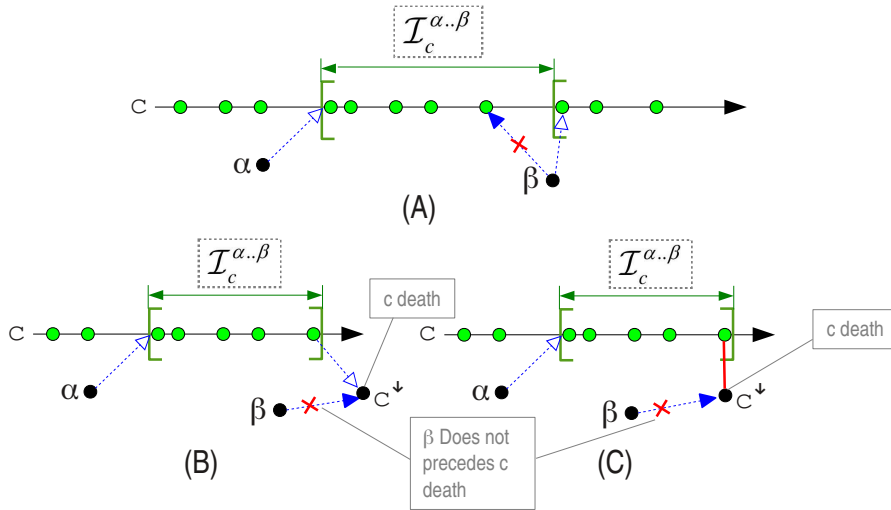 𝓘_c^{α..β}
C
α
β
(A)
𝓘_c^{α..β}
𝓘_c^{α..β}
c death
C
C
c death
α
β
C↓
α
β
C↓
β Does not
precedes c
death
(B)
(C)